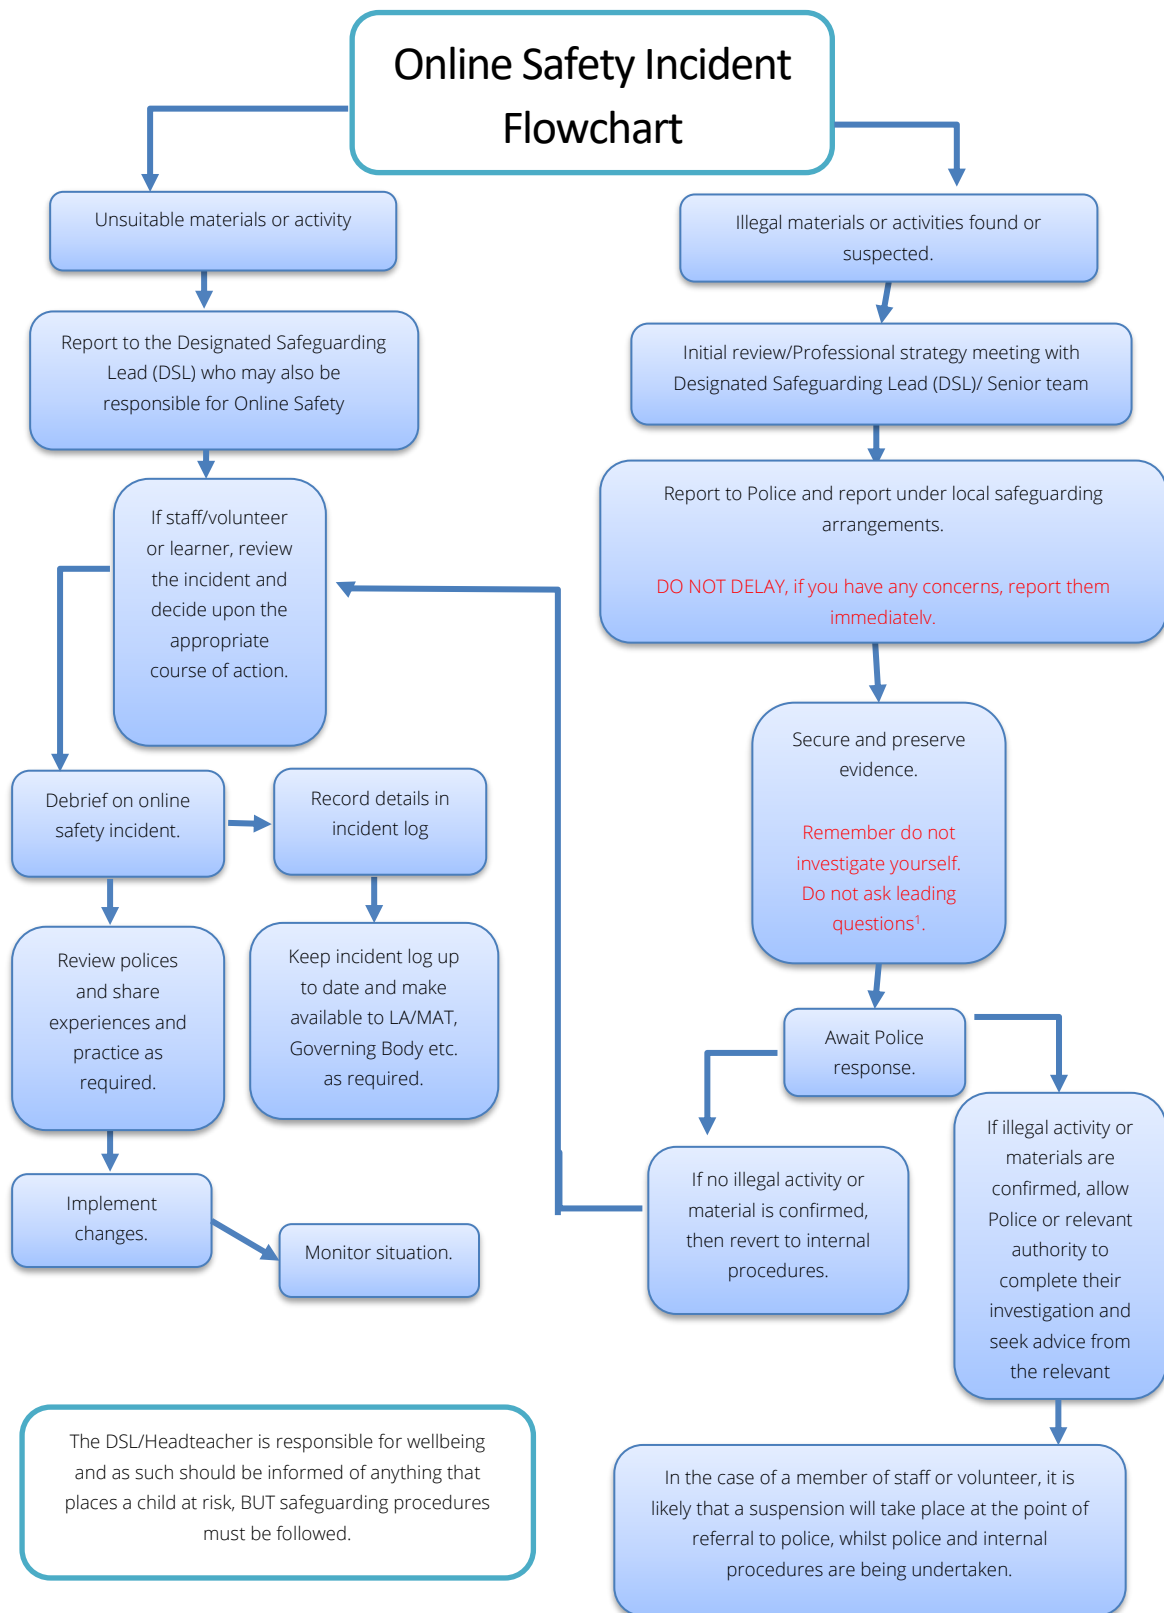 Online Safety Incident
Flowchart
Unsuitable materials or activity
Report to the Designated Safeguarding
Lead (DSL) who may also be
responsible for Online Safety
If staff/volunteer
or learner, review
the incident and
decide upon the
appropriate
course of action.
Debrief on online
safety incident.
Record details in
incident log
Review polices
and share
experiences and
practice as
required.
Keep incident log up
to date and make
available to LA/MAT,
Governing Body etc.
as required.
Implement
changes.
Monitor situation.
Illegal materials or activities found or
suspected.
Initial review/Professional strategy meeting with
Designated Safeguarding Lead (DSL)/ Senior team
Report to Police and report under local safeguarding
arrangements.
DO NOT DELAY, if you have any concerns, report them
immediately.
Secure and preserve
evidence.
Remember do not
investigate yourself.
Do not ask leading
questions¹.
Await Police
response.
If no illegal activity or
material is confirmed,
then revert to internal
procedures.
If illegal activity or
materials are
confirmed, allow
Police or relevant
authority to
complete their
investigation and
seek advice from
the relevant
In the case of a member of staff or volunteer, it is
likely that a suspension will take place at the point of
referral to police, whilst police and internal
procedures are being undertaken.
The DSL/Headteacher is responsible for wellbeing
and as such should be informed of anything that
places a child at risk, BUT safeguarding procedures
must be followed.